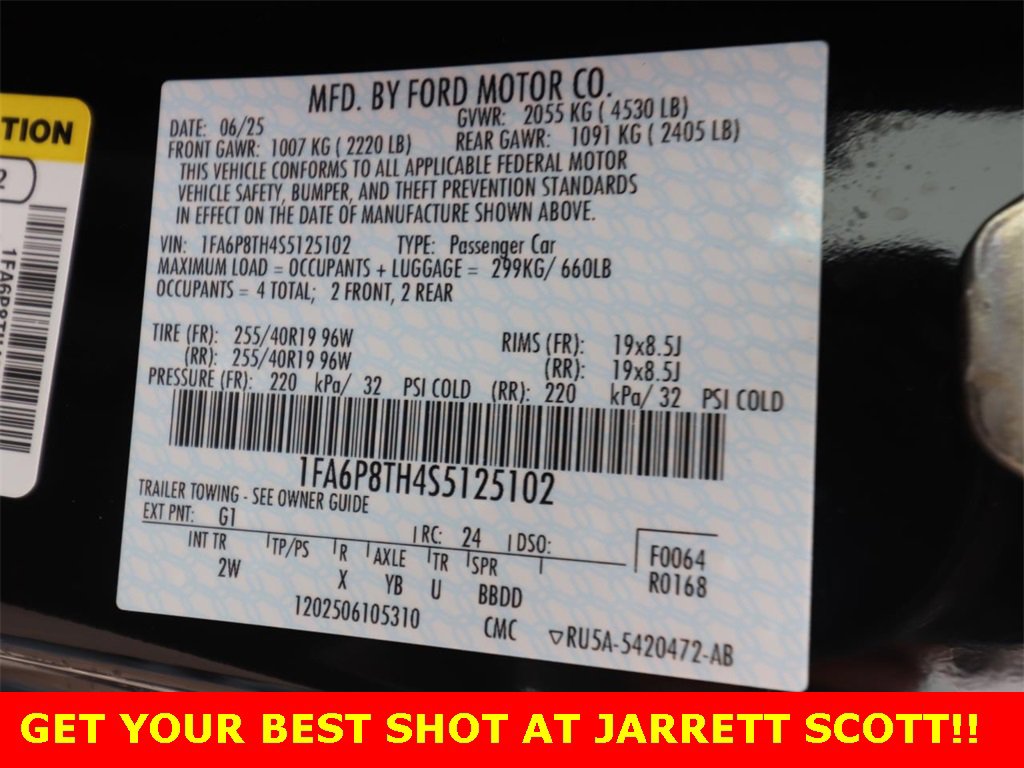 TION
2
1FA6P8TH
MFD. BY FORD MOTOR CO.
DATE: 06/25 GVWR: 2055 KG ( 4530 LB)
FRONT GAWR: 1007 KG ( 2220 LB) REAR GAWR: 1091 KG ( 2405 LB)
THIS VEHICLE CONFORMS TO ALL APPLICABLE FEDERAL MOTOR
VEHICLE SAFETY, BUMPER, AND THEFT PREVENTION STANDARDS
IN EFFECT ON THE DATE OF MANUFACTURE SHOWN ABOVE.
VIN: 1FA6P8TH4S5125102 TYPE: Passenger Car
MAXIMUM LOAD = OCCUPANTS + LUGGAGE = 299KG/ 660LB
OCCUPANTS = 4 TOTAL; 2 FRONT, 2 REAR
TIRE (FR): 255/40R19 96W RIMS (FR): 19x8.5J
(RR): 255/40R19 96W (RR): 19x8.5J
PRESSURE (FR): 220 kPa/ 32 PSI COLD (RR): 220 kPa/ 32 PSI COLD
1FA6P8TH4S5125102
TRAILER TOWING - SEE OWNER GUIDE
EXT PNT: G1 RC: 24 DSO:
INT TR TP/PS R AXLE TR SPR F0064
2W X YB U BBDD R0168
1202506105310 CMC ▽RU5A-5420472-AB
GET YOUR BEST SHOT AT JARRETT SCOTT!!